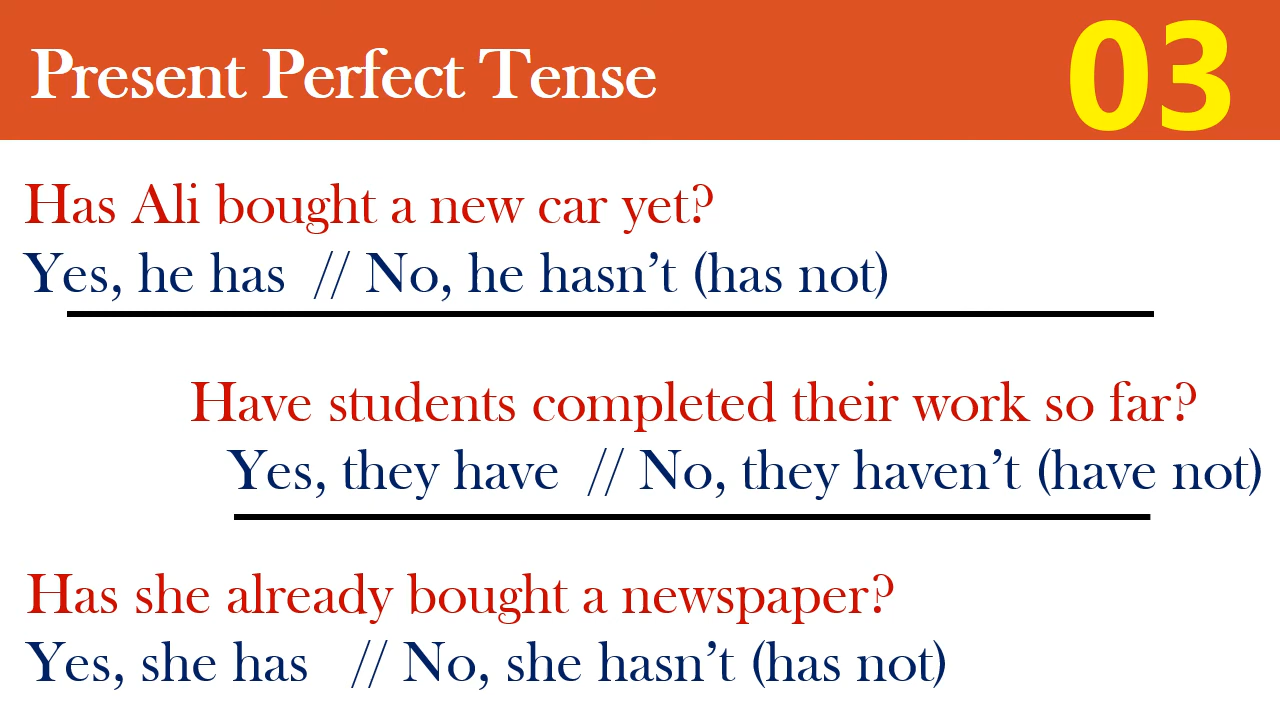 Present Perfect Tense
03
Has Ali bought a new car yet?
Yes, he has // No, he hasn’t (has not)
Have students completed their work so far?
Yes, they have // No, they haven’t (have not)
Has she already bought a newspaper?
Yes, she has // No, she hasn’t (has not)